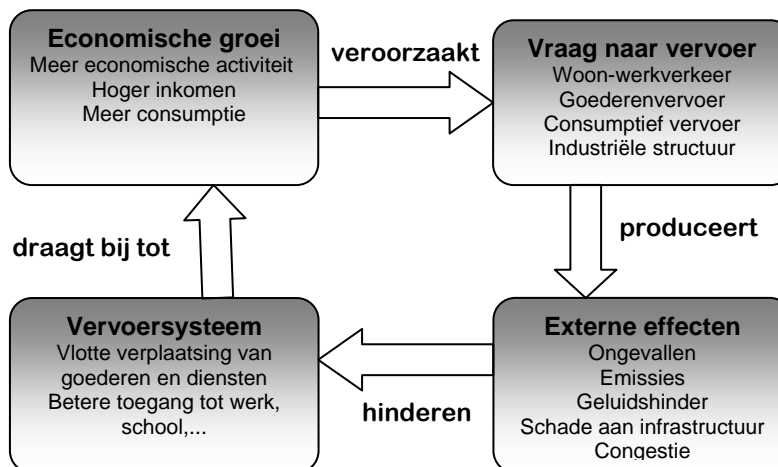 Economische groei
Meer economische activiteit
Hoger inkomen
Meer consumptie
veroorzaakt
Vraag naar vervoer
Woon-werkverkeer
Goederenvervoer
Consumptief vervoer
Industriële structuur
draagt bij tot
produceert
Vervoersysteem
Vlotte verplaatsing van
goederen en diensten
Betere toegang tot werk,
school,...
hinderen
Externe effecten
Ongevallen
Emissies
Geluidshinder
Schade aan infrastructuur
Congestie